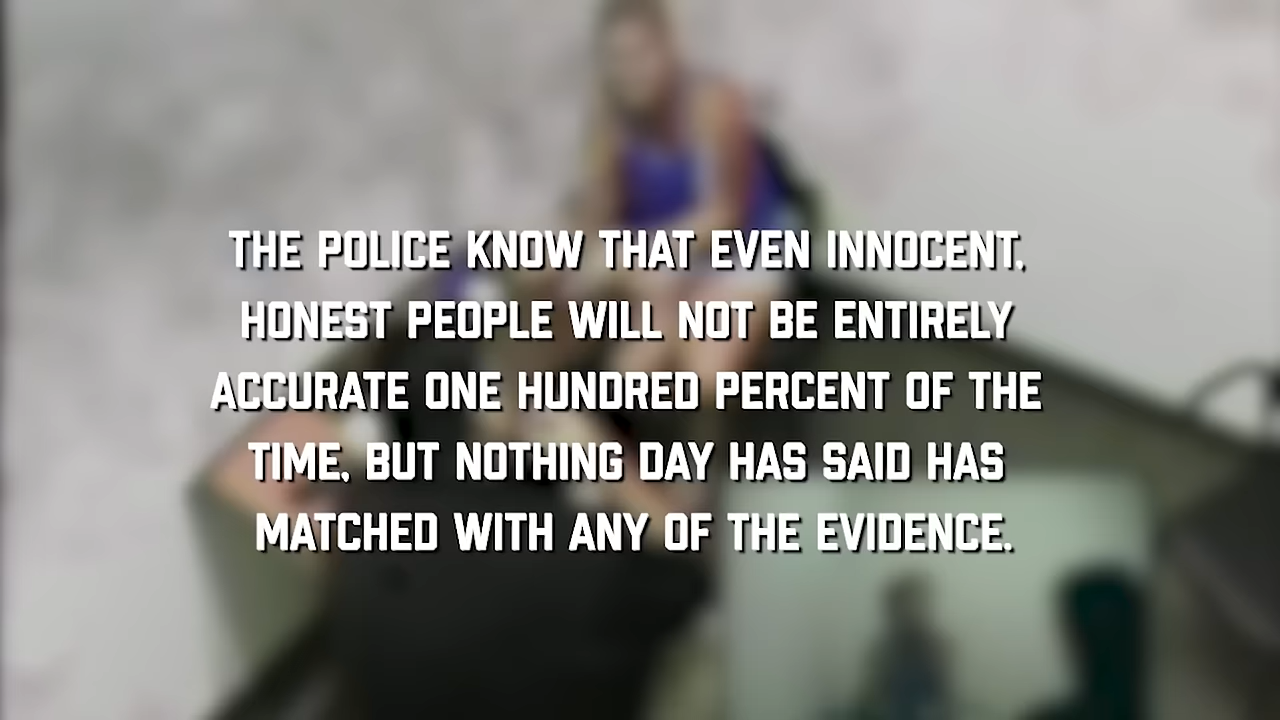 THE POLICE KNOW THAT EVEN INNOCENT,
HONEST PEOPLE WILL NOT BE ENTIRELY
ACCURATE ONE HUNDRED PERCENT OF THE
TIME, BUT NOTHING DAY HAS SAID HAS
MATCHED WITH ANY OF THE EVIDENCE.